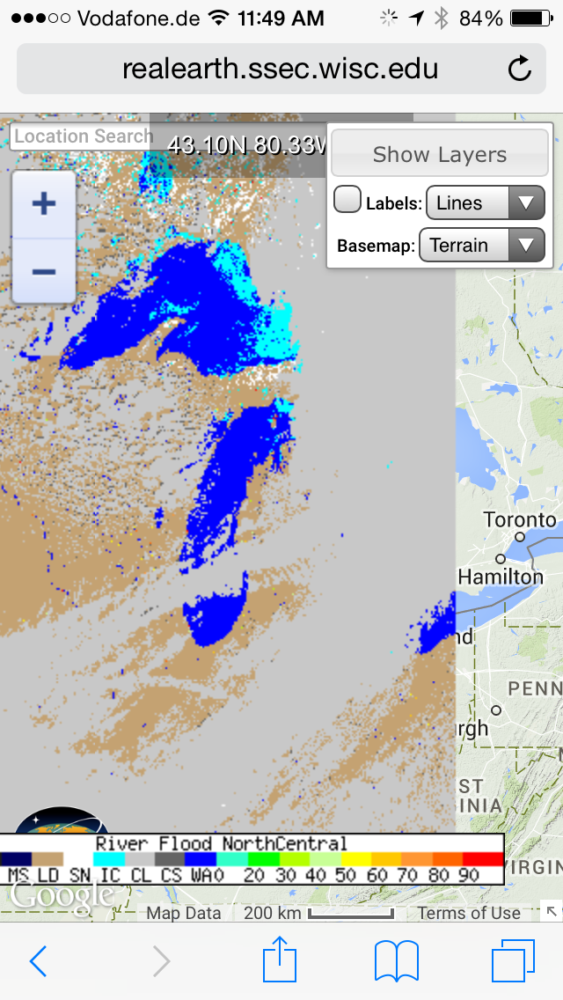 Vodafone.de 11:49 AM 84%
realearth.ssec.wisc.edu
Location Search
43.10N 80.33W
Show Layers
Labels: Lines
Basemap: Terrain
Toronto
Hamilton
nd
PENN
rgh
ST
INIA
VIRGIN
River Flood NorthCentral
MS LD SN IC CL CS WA0 20 30 40 50 60 70 80 90
Google
Map Data 200 km Terms of Use